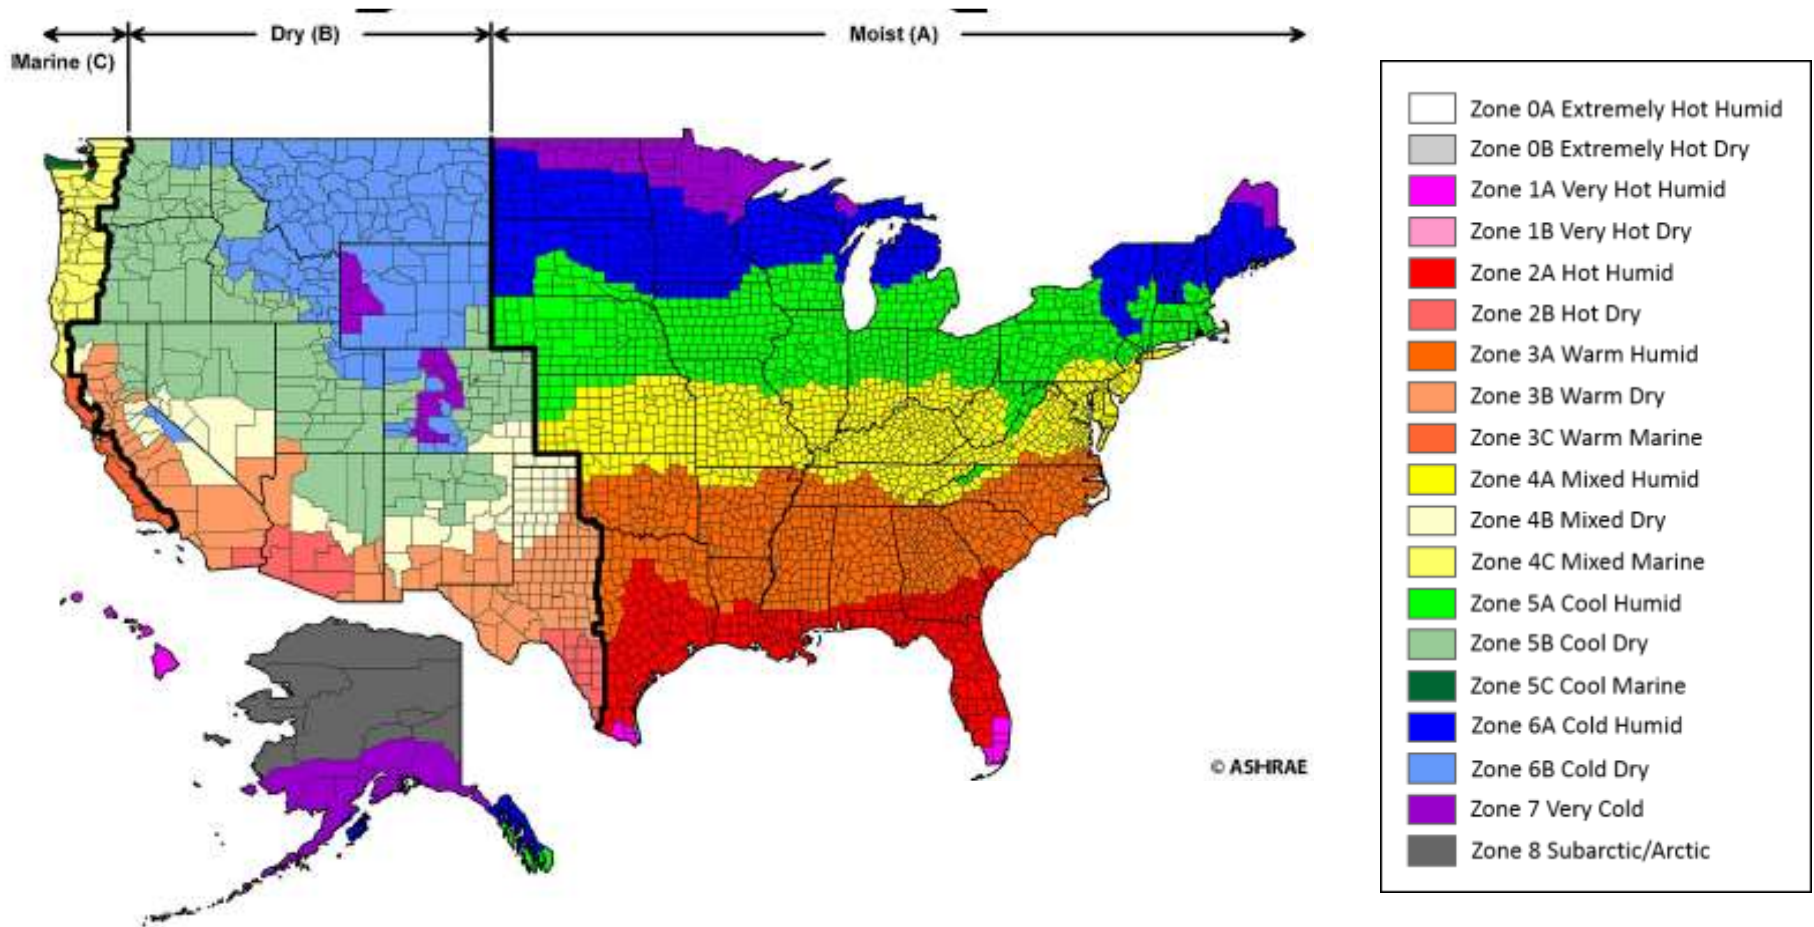 Dry (B)
Moist (A)
Marine (C)
Zone 0A Extremely Hot Humid
Zone 0B Extremely Hot Dry
Zone 1A Very Hot Humid
Zone 1B Very Hot Dry
Zone 2A Hot Humid
Zone 2B Hot Dry
Zone 3A Warm Humid
Zone 3B Warm Dry
Zone 3C Warm Marine
Zone 4A Mixed Humid
Zone 4B Mixed Dry
Zone 4C Mixed Marine
Zone 5A Cool Humid
Zone 5B Cool Dry
Zone 5C Cool Marine
Zone 6A Cold Humid
Zone 6B Cold Dry
Zone 7 Very Cold
Zone 8 Subarctic/Arctic
© ASHRAE